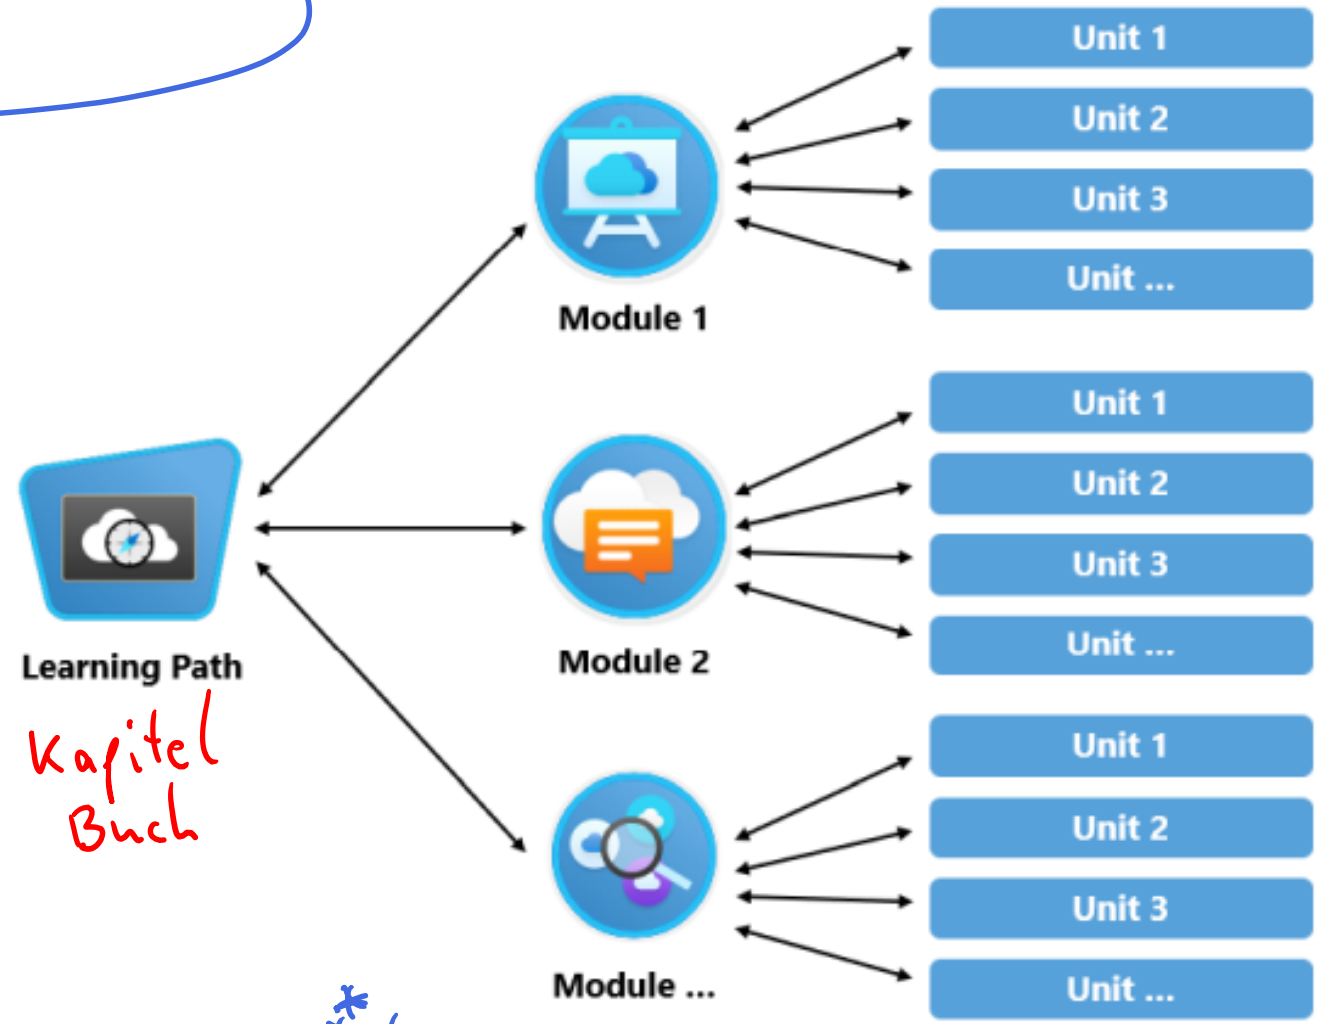 Unit 1
Unit 2
Unit 3
Unit ...
Module 1
Unit 1
Unit 2
Unit 3
Unit ...
Learning Path
Module 2
Kapitel
Buch
Unit 1
Unit 2
Unit 3
Unit ...
Module ...